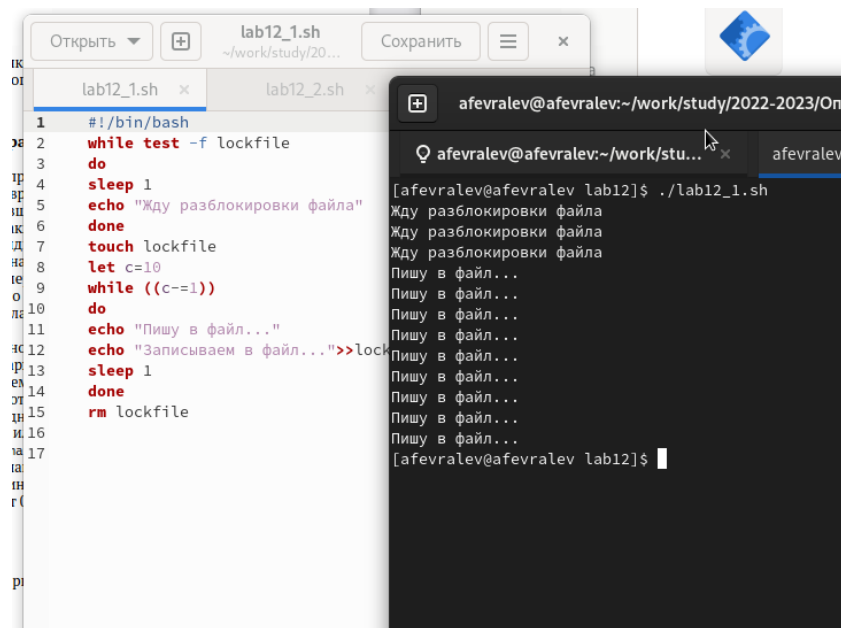 Открыть
lab12_1.sh
~/work/study/20...
Сохранить
lab12_1.sh ×
lab12_2.sh ×
1 #!/bin/bash
2 while test -f lockfile
3 do
4 sleep 1
5 echo "Жду разблокировки файла"
6 done
7 touch lockfile
8 let c=10
9 while ((c-=1))
10 do
11 echo "Пишу в файл..."
12 echo "Записываем в файл...">>lock
13 sleep 1
14 done
15 rm lockfile
16
17
afevralev@afevralev:~/work/study/2022-2023/Оп
afevralev@afevralev:~/work/stu... ×
afevralev
[afevralev@afevralev lab12]$ ./lab12_1.sh
Жду разблокировки файла
Жду разблокировки файла
Жду разблокировки файла
Пишу в файл...
Пишу в файл...
Пишу в файл...
Пишу в файл...
Пишу в файл...
Пишу в файл...
Пишу в файл...
Пишу в файл...
Пишу в файл...
[afevralev@afevralev lab12]$